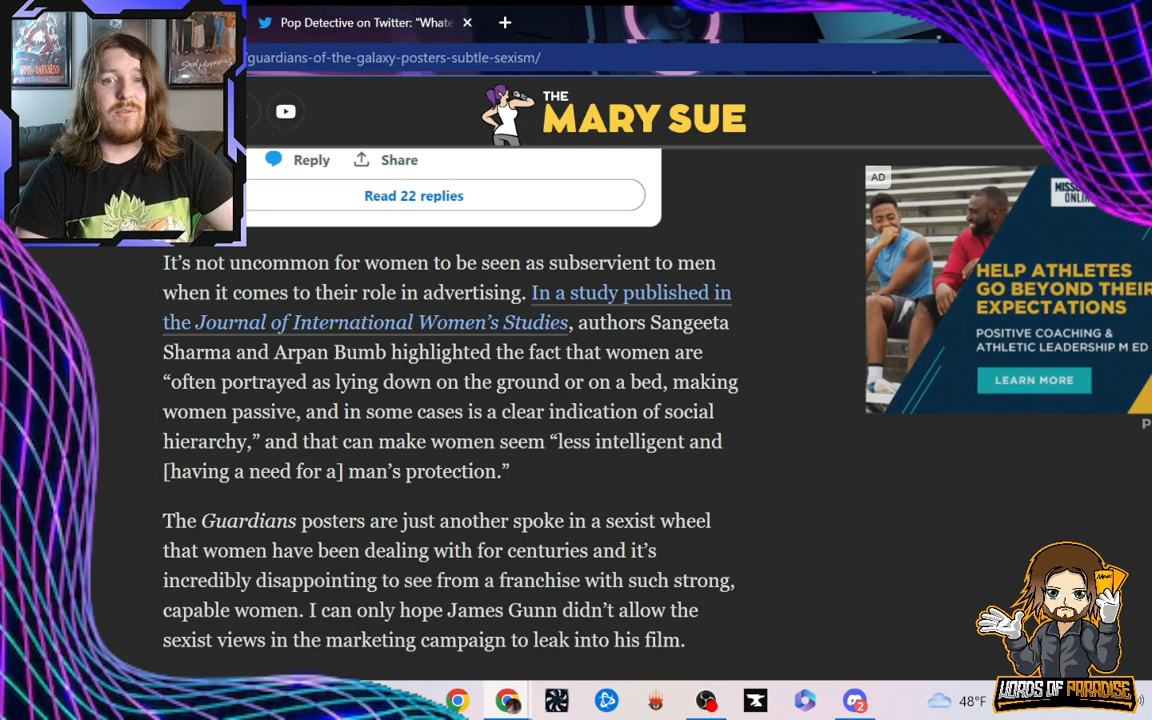 Pop Detective on Twitter: "Whate
guardians-of-the-galaxy-posters-subtle-sexism/
THE
MARY SUE
Reply
Share
Read 22 replies
AD
It's not uncommon for women to be seen as subservient to men
when it comes to their role in advertising. In a study published in
the Journal of International Women's Studies, authors Sangeeta
Sharma and Arpan Bumb highlighted the fact that women are
“often portrayed as lying down on the ground or on a bed, making
women passive, and in some cases is a clear indication of social
hierarchy,” and that can make women seem “less intelligent and
[having a need for a] man's protection.”
The Guardians posters are just another spoke in a sexist wheel
that women have been dealing with for centuries and it's
incredibly disappointing to see from a franchise with such strong,
capable women. I can only hope James Gunn didn't allow the
sexist views in the marketing campaign to leak into his film.
HELP ATHLETES
GO BEYOND THEIR
EXPECTATIONS
POSITIVE COACHING &
ATHLETIC LEADERSHIP M ED
LEARN MORE
WORDS OF PARADISE
48°F